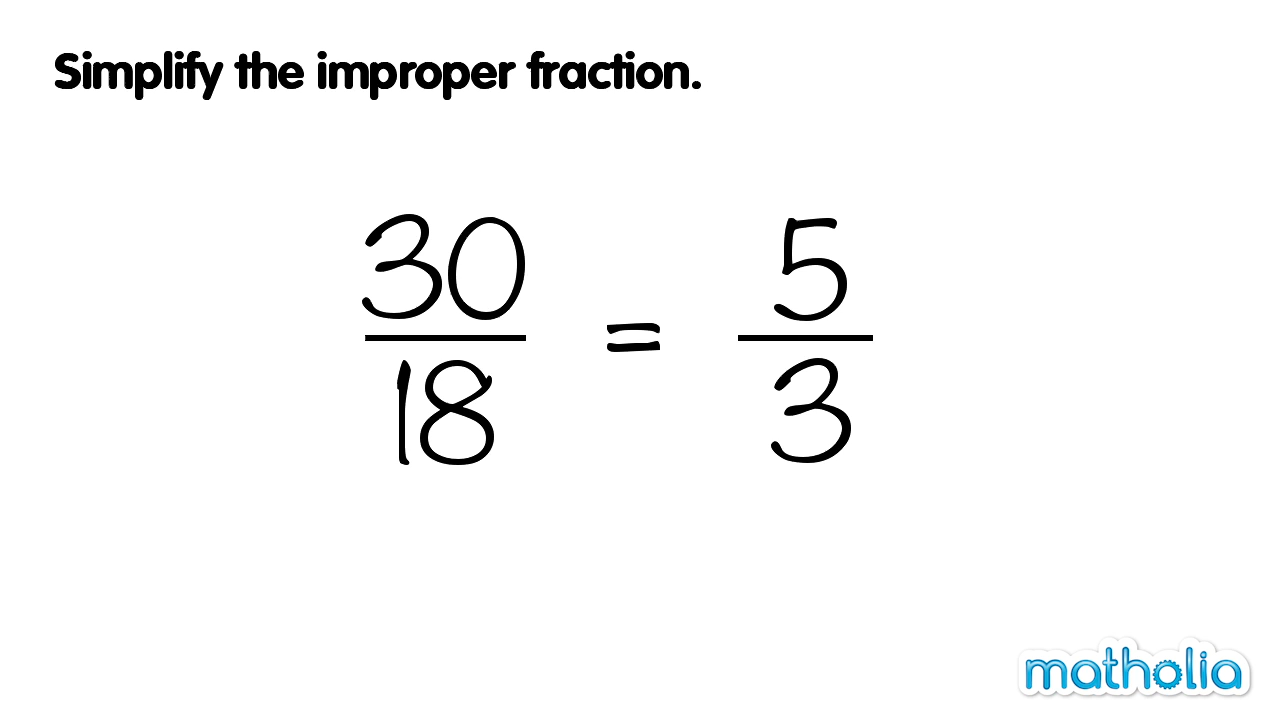 Simplify the improper fraction.
30/18 = 5/3
matholia